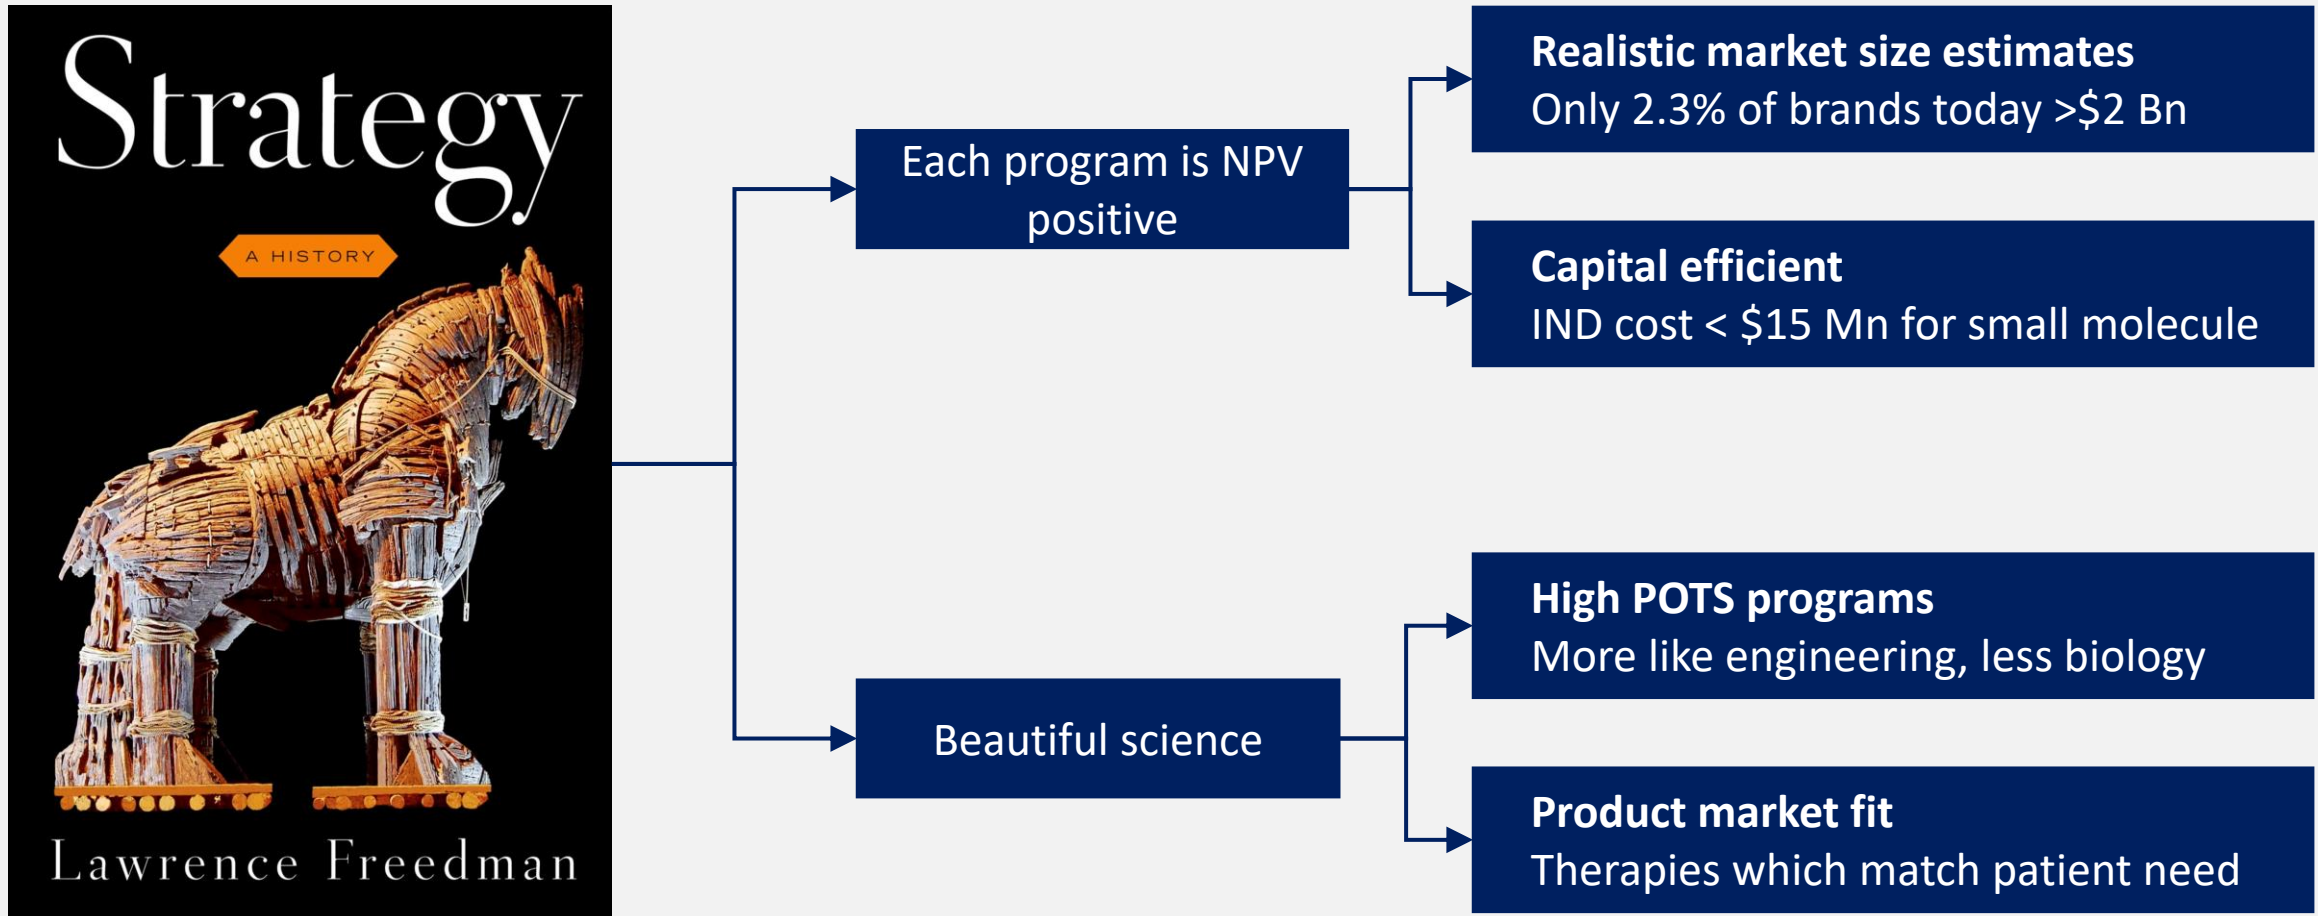 Strategy
A HISTORY
Lawrence Freedman
Each program is NPV
positive
Realistic market size estimates
Only 2.3% of brands today >$2 Bn
Capital efficient
IND cost < $15 Mn for small molecule
Beautiful science
High POTS programs
More like engineering, less biology
Product market fit
Therapies which match patient need